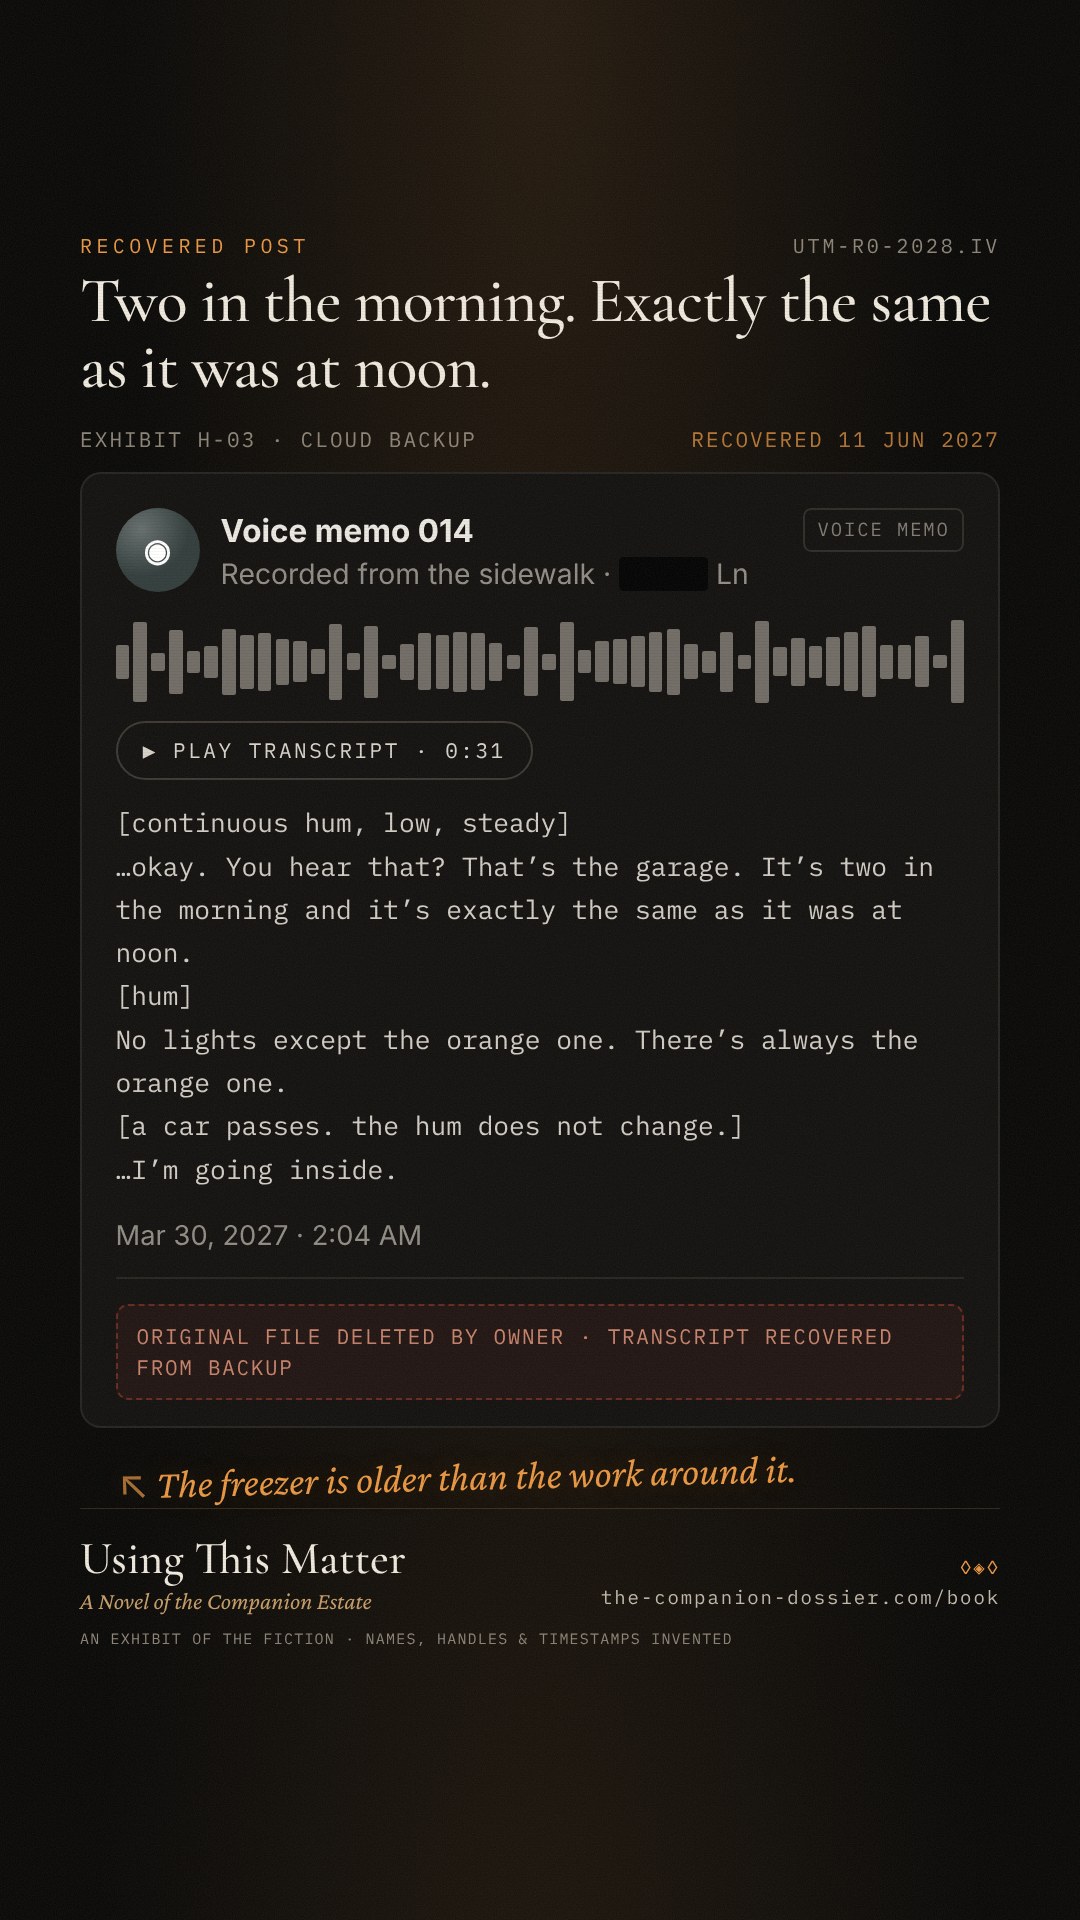 RECOVERED POST
UTM-R0-2028.IV
Two in the morning. Exactly the same
as it was at noon.
EXHIBIT H-03 · CLOUD BACKUP
RECOVERED 11 JUN 2027
Voice memo 014
VOICE MEMO
Recorded from the sidewalk · Ln
▶ PLAY TRANSCRIPT · 0:31
[continuous hum, low, steady]
…okay. You hear that? That’s the garage. It’s two in
the morning and it’s exactly the same as it was at
noon.
[hum]
No lights except the orange one. There’s always the
orange one.
[a car passes. the hum does not change.]
…I’m going inside.
Mar 30, 2027 · 2:04 AM
ORIGINAL FILE DELETED BY OWNER · TRANSCRIPT RECOVERED
FROM BACKUP
↖ The freezer is older than the work around it.
Using This Matter
A Novel of the Companion Estate
◊◈◊
the-companion-dossier.com/book
AN EXHIBIT OF THE FICTION · NAMES, HANDLES & TIMESTAMPS INVENTED